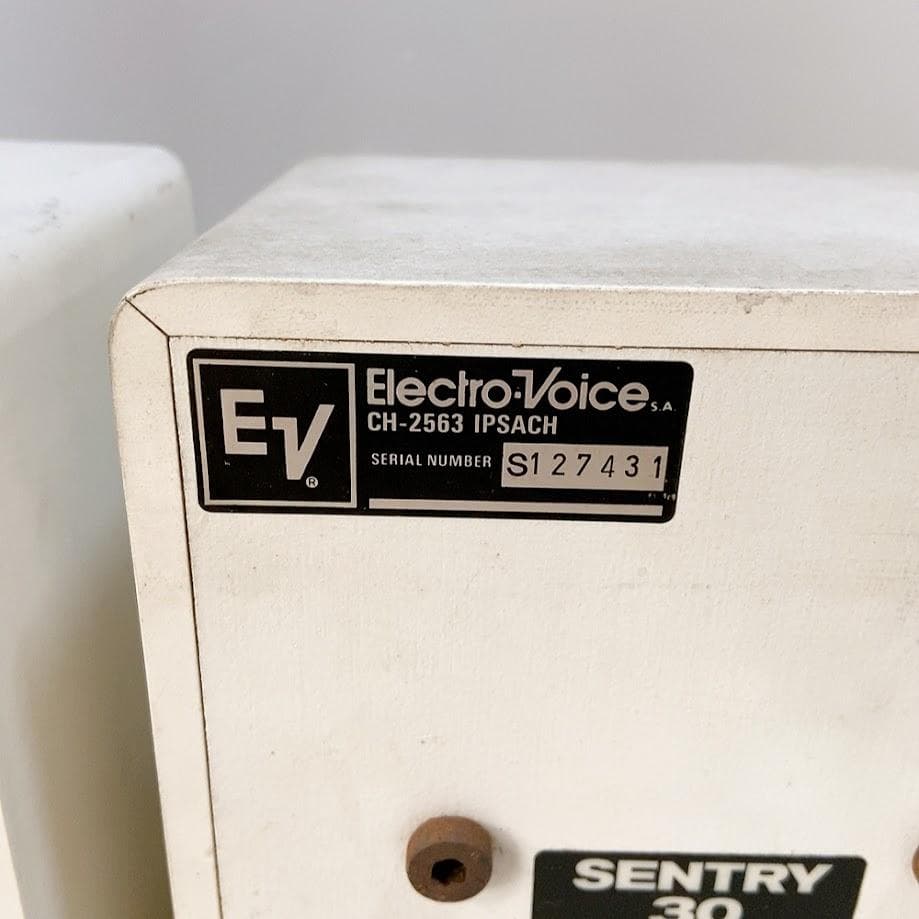 EV®
Electro-Voice S.A.
CH-2563 IPSACH
SERIAL NUMBER S127431
SENTRY
30